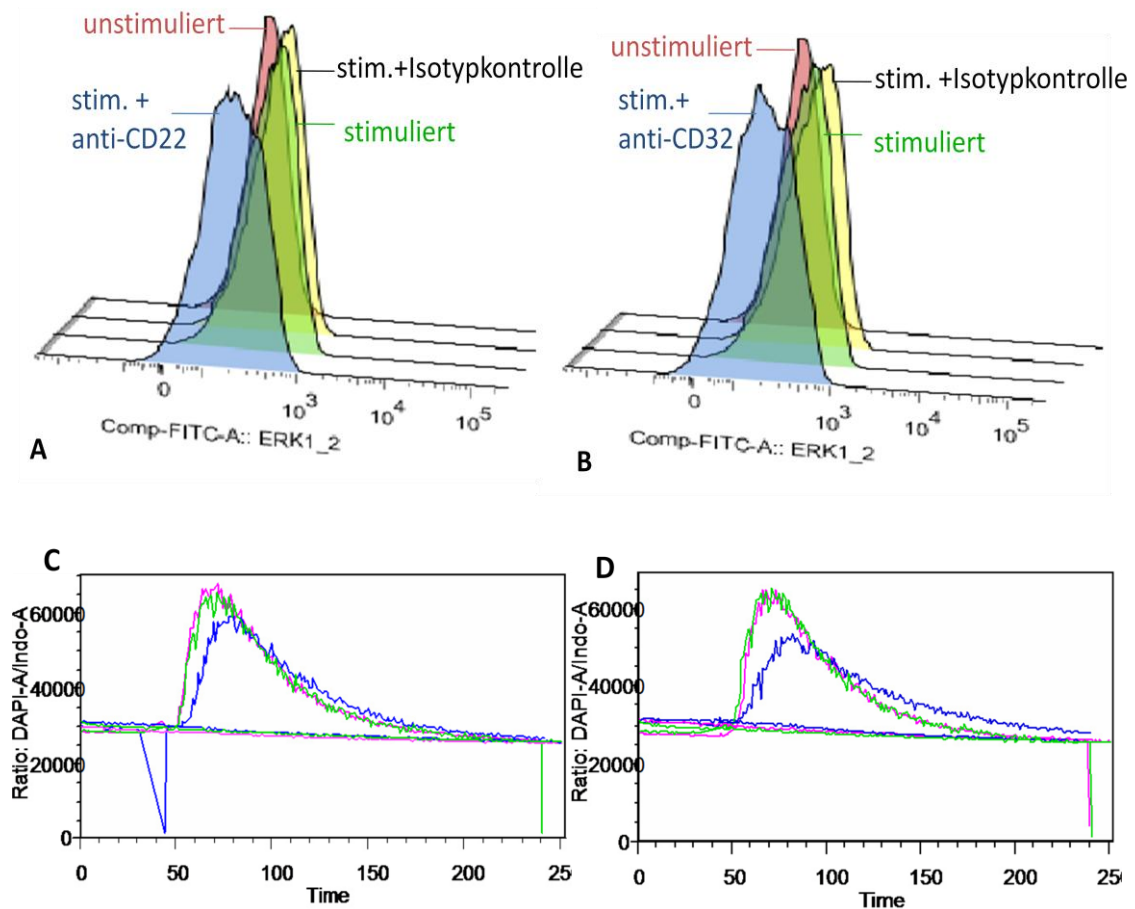 unstimuliert
stim.+Isotypkontrolle
stim. +
anti-CD22
stimuliert
0
10³
10⁴
10⁵
Comp-FITC-A:: ERK1_2
A
unstimuliert
stim. +Isotypkontrolle
stim.+
anti-CD32
stimuliert
0
10³
10⁴
10⁵
Comp-FITC-A:: ERK1_2
B
C
Ratio: DAPI-A/Indo-A
60000
40000
20000
0
0 50 100 150 200 250
Time
D
Ratio: DAPI-A/Indo-A
60000
40000
20000
0
0 50 100 150 200 25
Time